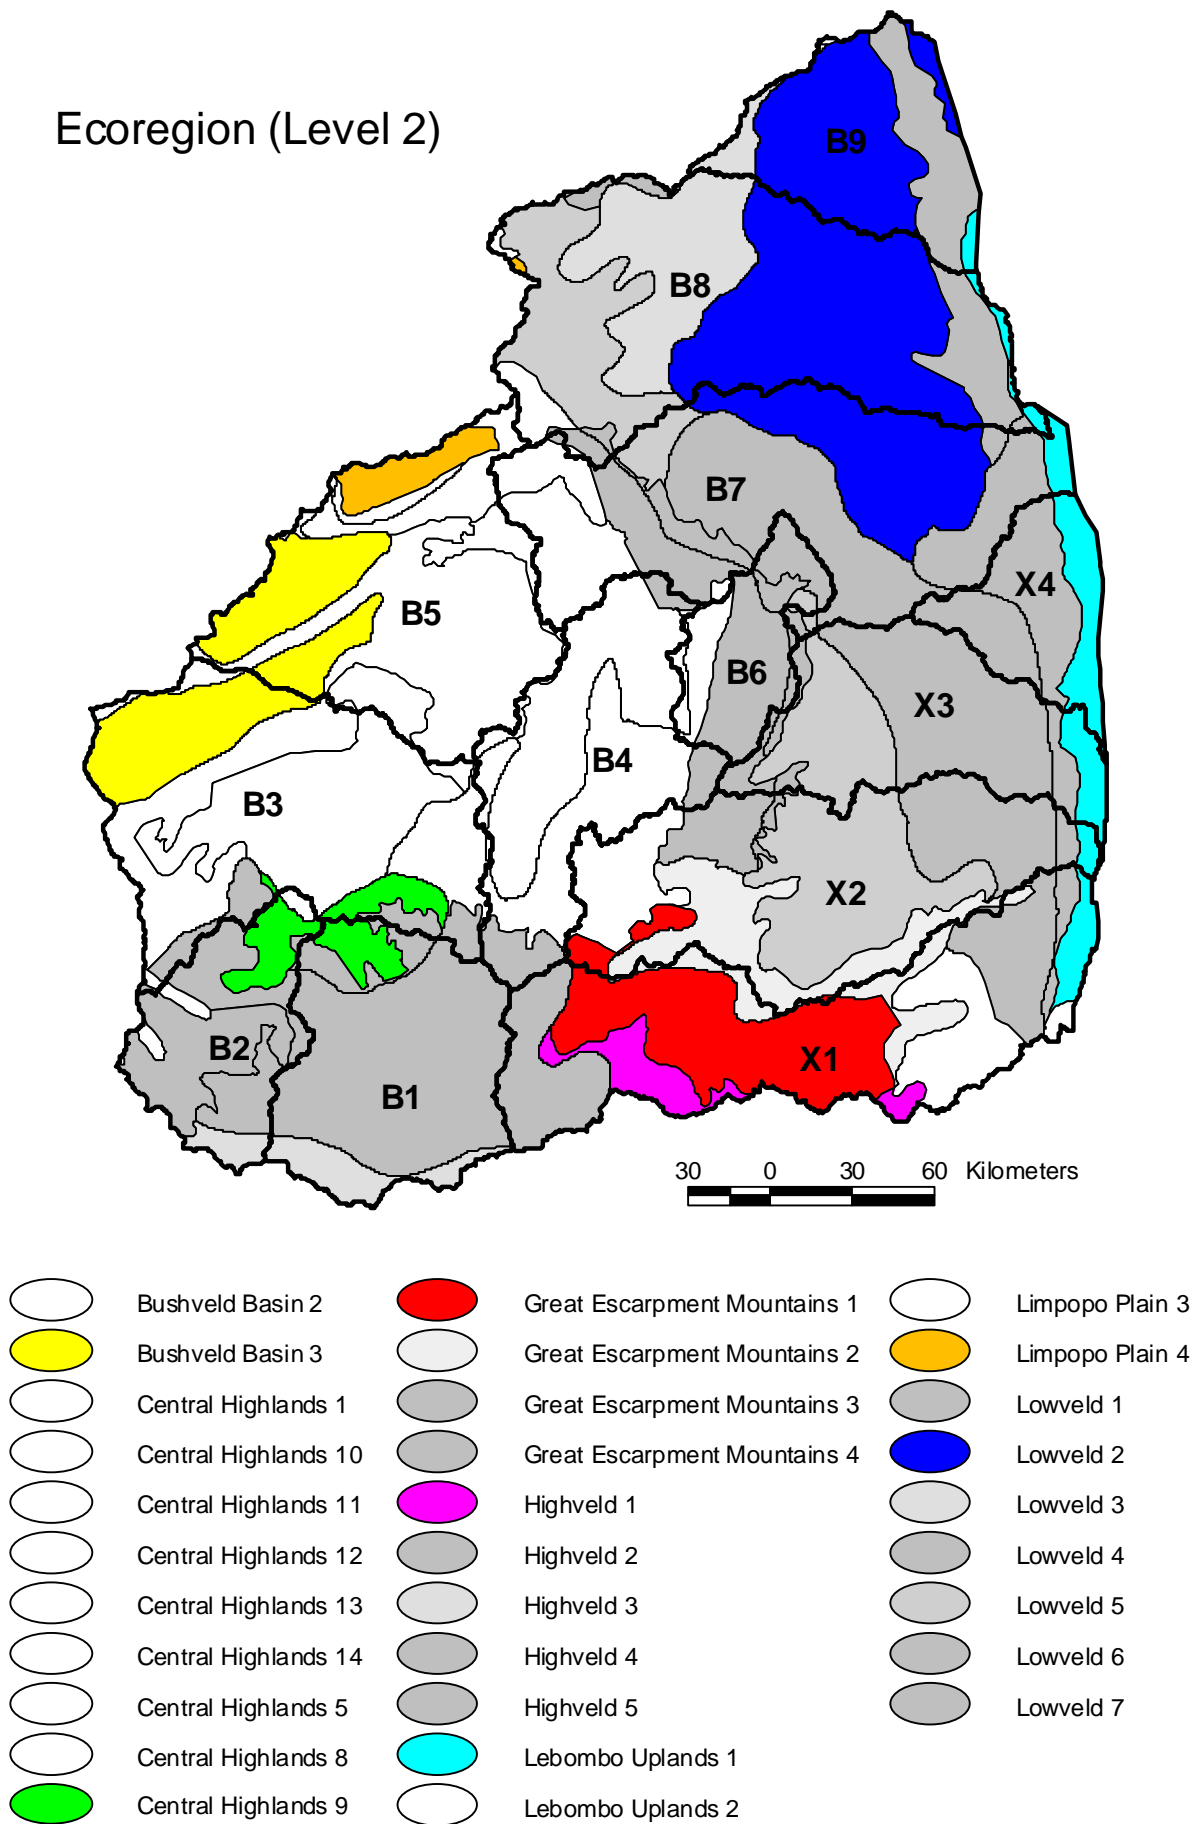 Ecoregion (Level 2)
B9
B8
B7
X4
B5
B6
X3
B4
B3
X2
B2
X1
B1
30 0 30 60 Kilometers
Bushveld Basin 2
Bushveld Basin 3
Central Highlands 1
Central Highlands 10
Central Highlands 11
Central Highlands 12
Central Highlands 13
Central Highlands 14
Central Highlands 5
Central Highlands 8
Central Highlands 9
Great Escarpment Mountains 1
Great Escarpment Mountains 2
Great Escarpment Mountains 3
Great Escarpment Mountains 4
Highveld 1
Highveld 2
Highveld 3
Highveld 4
Highveld 5
Lebombo Uplands 1
Lebombo Uplands 2
Limpopo Plain 3
Limpopo Plain 4
Lowveld 1
Lowveld 2
Lowveld 3
Lowveld 4
Lowveld 5
Lowveld 6
Lowveld 7